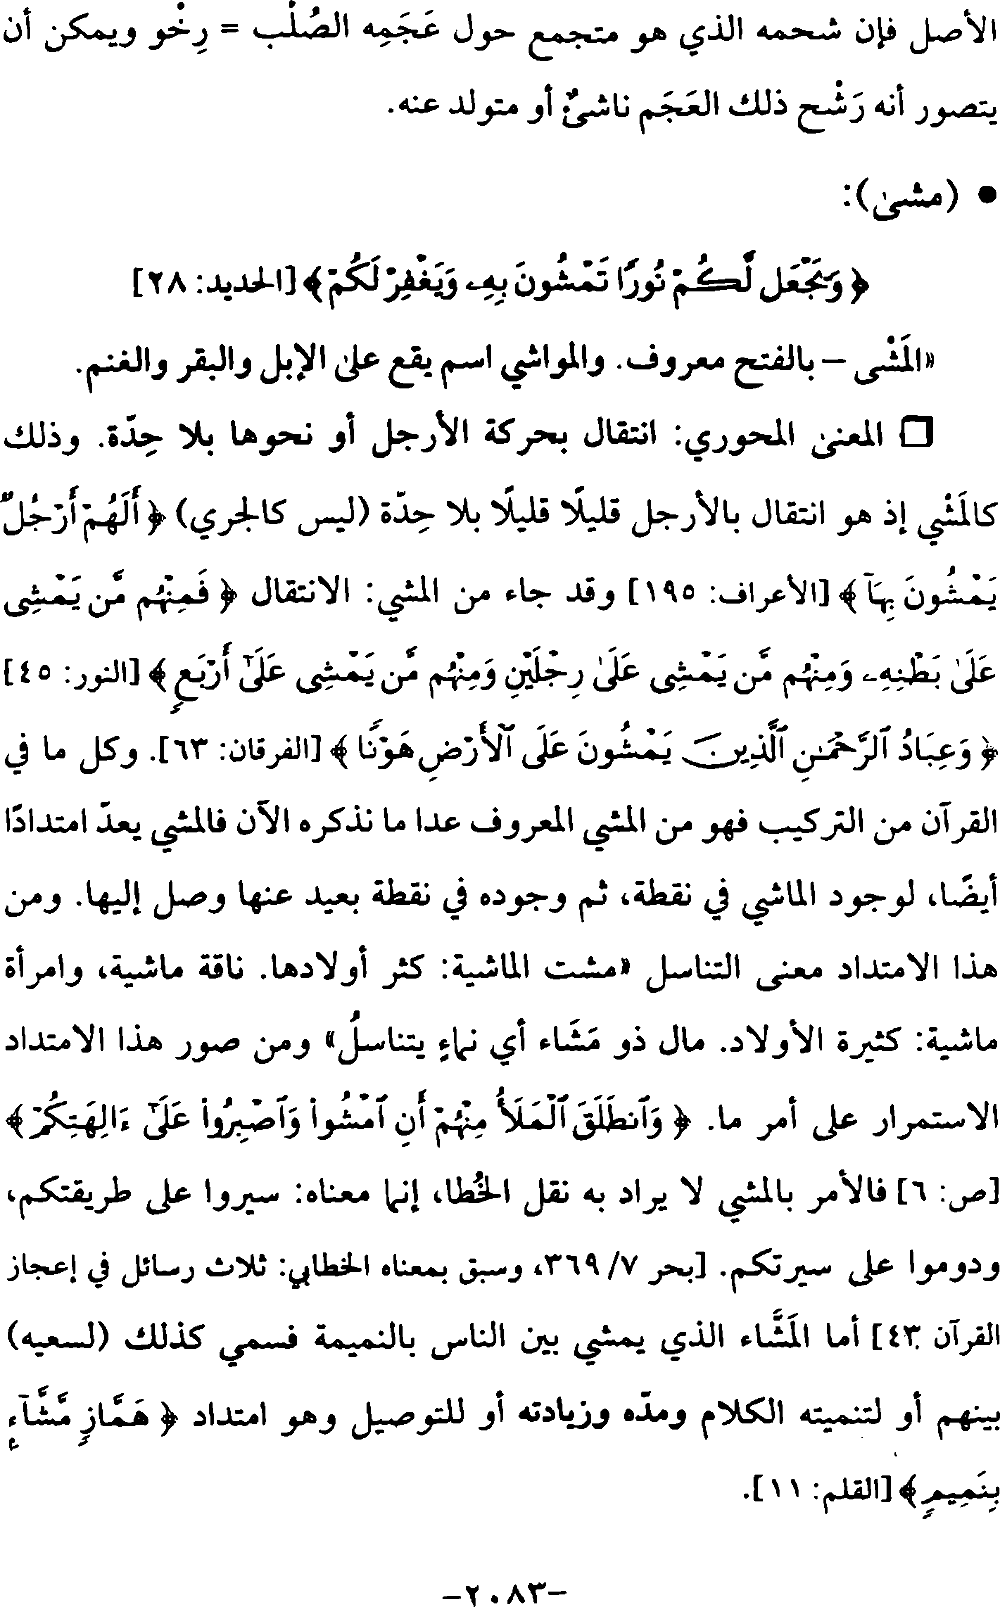 الأصل فإن شحمه الذي هو متجمع حول عَجَمِه الصُلْب = رِخْو ويمكن أن
يتصور أنه رَشْح ذلك العَجَم ناشئٌ أو متولد عنه.
• (مشى):
﴿ وَيَجْعَل لَّكُمْ نُورًا تَمْشُونَ بِهِۦ وَيَغْفِرْ لَكُمْ ﴾ [الحديد: ٢٨]
«المَشْى – بالفتح معروف. والمواشي اسم يقع على الإبل والبقر والغنم.
□ المعنى المحوري: انتقال بحركة الأرجل أو نحوها بلا حِدّة. وذلك
كالمَشْي إذ هو انتقال بالأرجل قليلًا قليلًا بلا حِدّة (ليس كالجري) ﴿ أَلَهُمْ أَرْجُلٌ
يَمْشُونَ بِهَآ ﴾ [الأعراف: ١٩٥] وقد جاء من المشي: الانتقال ﴿ فَمِنْهُم مَّن يَمْشِى
عَلَىٰ بَطْنِهِۦ وَمِنْهُم مَّن يَمْشِى عَلَىٰ رِجْلَيْنِ وَمِنْهُم مَّن يَمْشِى عَلَىٰٓ أَرْبَعٍ ﴾ [النور: ٤٥]
﴿ وَعِبَادُ ٱلرَّحْمَـٰنِ ٱلَّذِينَ يَمْشُونَ عَلَى ٱلْأَرْضِ هَوْنًا ﴾ [الفرقان: ٦٣]. وكل ما في
القرآن من التركيب فهو من المشي المعروف عدا ما نذكره الآن فالمشي يعدّ امتدادًا
أيضًا، لوجود الماشي في نقطة، ثم وجوده في نقطة بعيد عنها وصل إليها. ومن
هذا الامتداد معنى التناسل «مشت الماشية: كثر أولادها. ناقة ماشية، وامرأة
ماشية: كثيرة الأولاد. مال ذو مَشَاء أي نماءٍ يتناسلُ» ومن صور هذا الامتداد
الاستمرار على أمر ما. ﴿ وَٱنطَلَقَ ٱلْمَلَأُ مِنْهُمْ أَنِ ٱمْشُوا۟ وَٱصْبِرُوا۟ عَلَىٰٓ ءَالِهَتِكُمْ ﴾
[ص: ٦] فالأمر بالمشي لا يراد به نقل الخُطا، إنما معناه: سيروا على طريقتكم،
ودوموا على سيرتكم. [بحر ٧/ ٣٦٩، وسبق بمعناه الخطابي: ثلاث رسائل في إعجاز
القرآن ٤٣] أما المَشَّاء الذي يمشي بين الناس بالنميمة فسمي كذلك (لسعيه)
بينهم أو لتنميته الكلام ومدّه وزيادته أو للتوصيل وهو امتداد ﴿ هَمَّازٍ مَّشَّآءٍ
بِنَمِيمٍ ﴾ [القلم: ١١].
-٢٠٨٣-